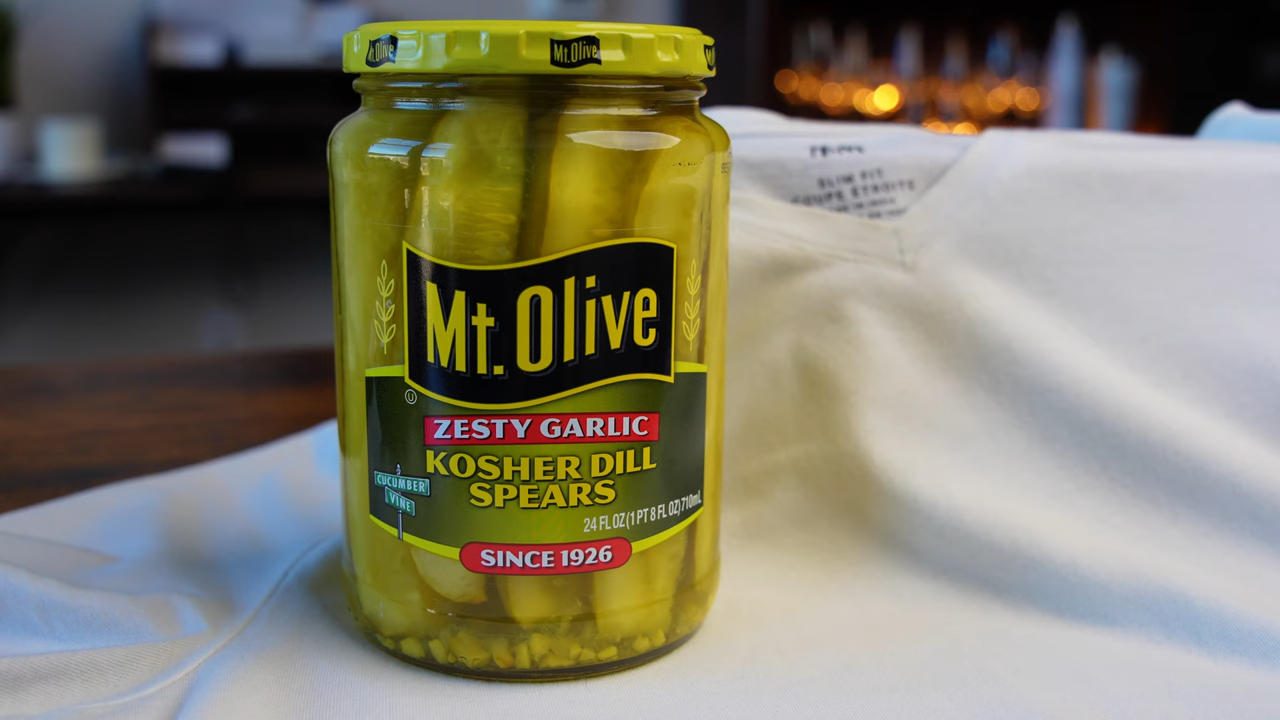 Mt.Olive
Mt.Olive
SLIM FIT
COUPE ÉTROITE
Mt.Olive
U
ZESTY GARLIC
KOSHER DILL
SPEARS
CUCUMBER
VINE
24 FL OZ (1 PT 8 FL OZ) 710mL
SINCE 1926